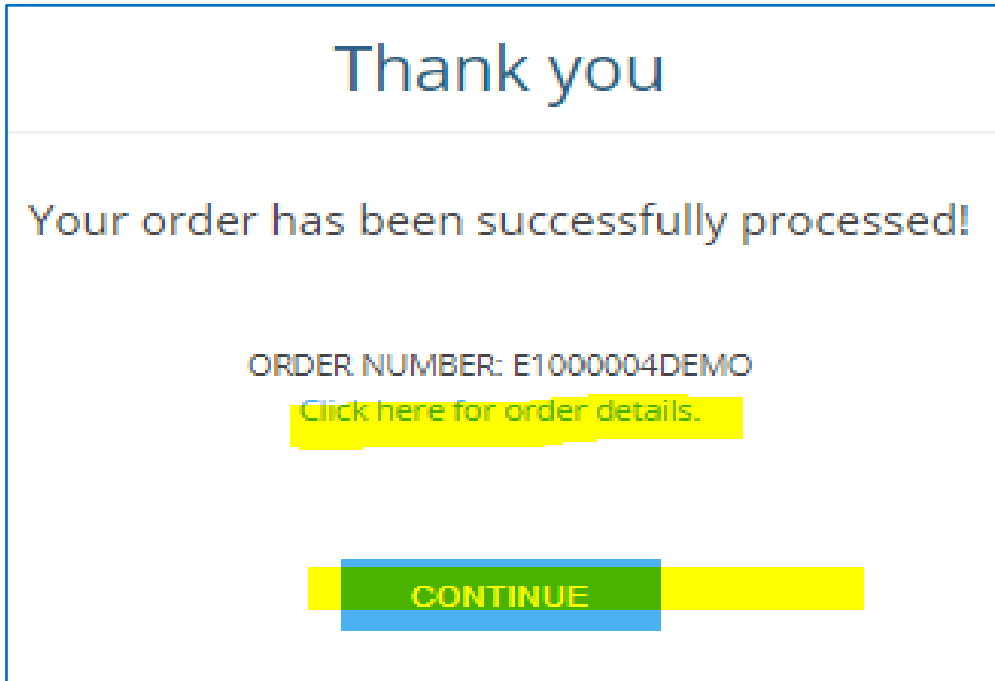 Thank you
Your order has been successfully processed!
ORDER NUMBER: E1000004DEMO
Click here for order details.
CONTINUE